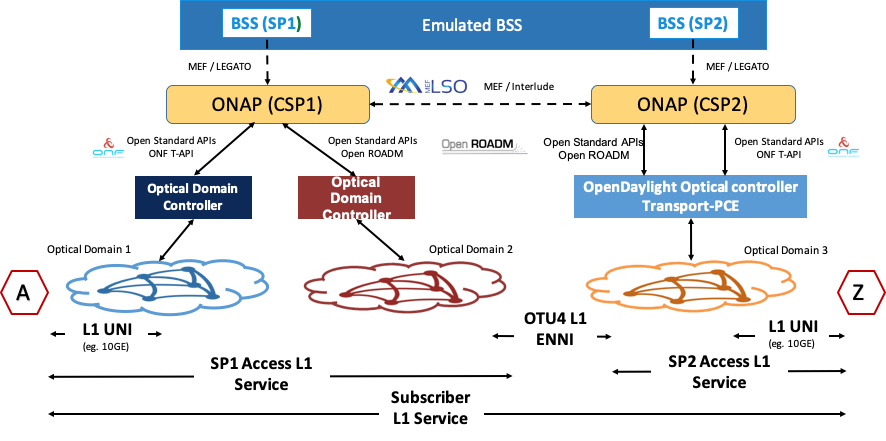 BSS (SP1)
Emulated BSS
BSS (SP2)
MEF / LEGATO
MEF / LEGATO
MEF
LSO
MEF / Interlude
ONAP (CSP1)
ONAP (CSP2)
Open Standard APIs
ONF T-API
Open Standard APIs
Open ROADM
Open ROADM
Open Standard APIs
Open ROADM
Open Standard APIs
ONF T-API
ONF
ONF
Optical Domain
Controller
Optical
Domain
Controller
OpenDaylight Optical controller
Transport-PCE
Optical Domain 1
Optical Domain 2
Optical Domain 3
A
Z
L1 UNI
(eg. 10GE)
OTU4 L1
ENNI
L1 UNI
(eg. 10GE)
SP1 Access L1
Service
SP2 Access L1
Service
Subscriber
L1 Service